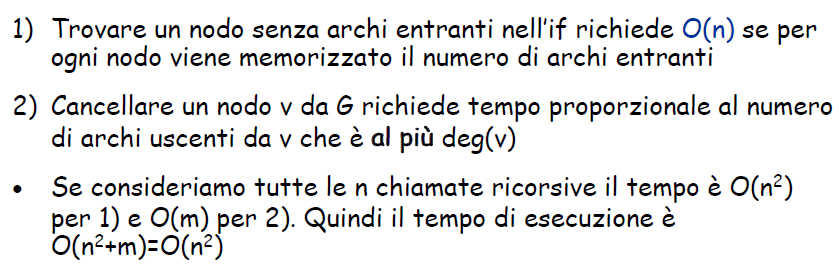 1) Trovare un nodo senza archi entranti nell'if richiede O(n) se per
ogni nodo viene memorizzato il numero di archi entranti
2) Cancellare un nodo v da G richiede tempo proporzionale al numero
di archi uscenti da v che è al più deg(v)
• Se consideriamo tutte le n chiamate ricorsive il tempo è O(n²)
per 1) e O(m) per 2). Quindi il tempo di esecuzione è
O(n²+m)=O(n²)